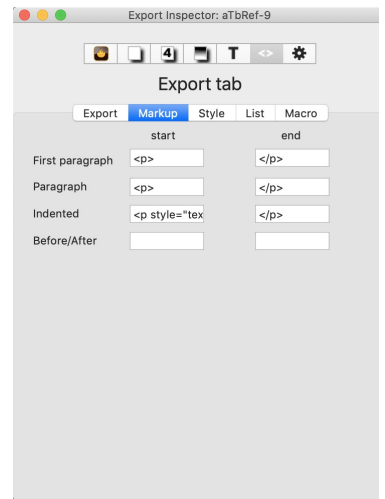 Export Inspector: aTbRef-9
4 T <>
Export tab
Export Markup Style List Macro
start end
First paragraph <p> </p>
Paragraph <p> </p>
Indented <p style="tex </p>
Before/After